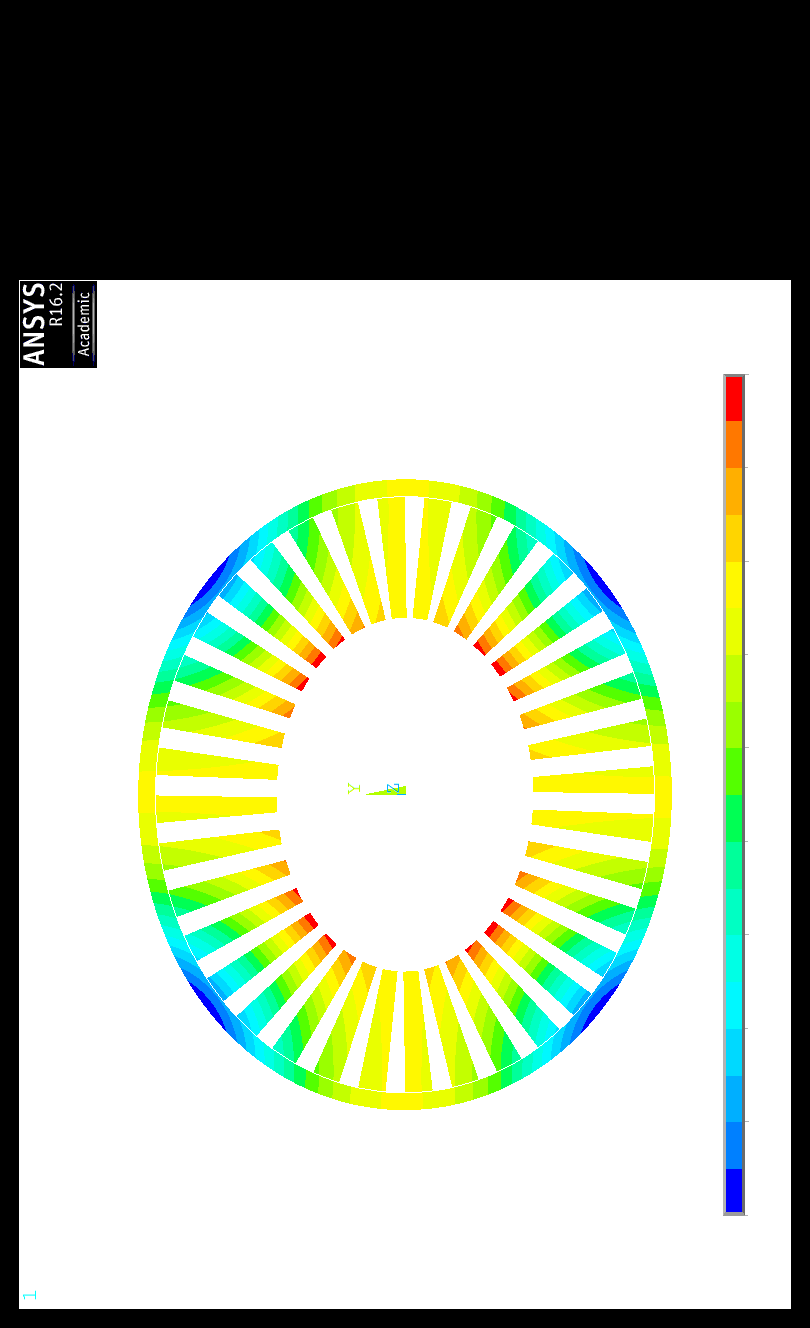 ANSYS
R16.2
Academic
Y
Z
1